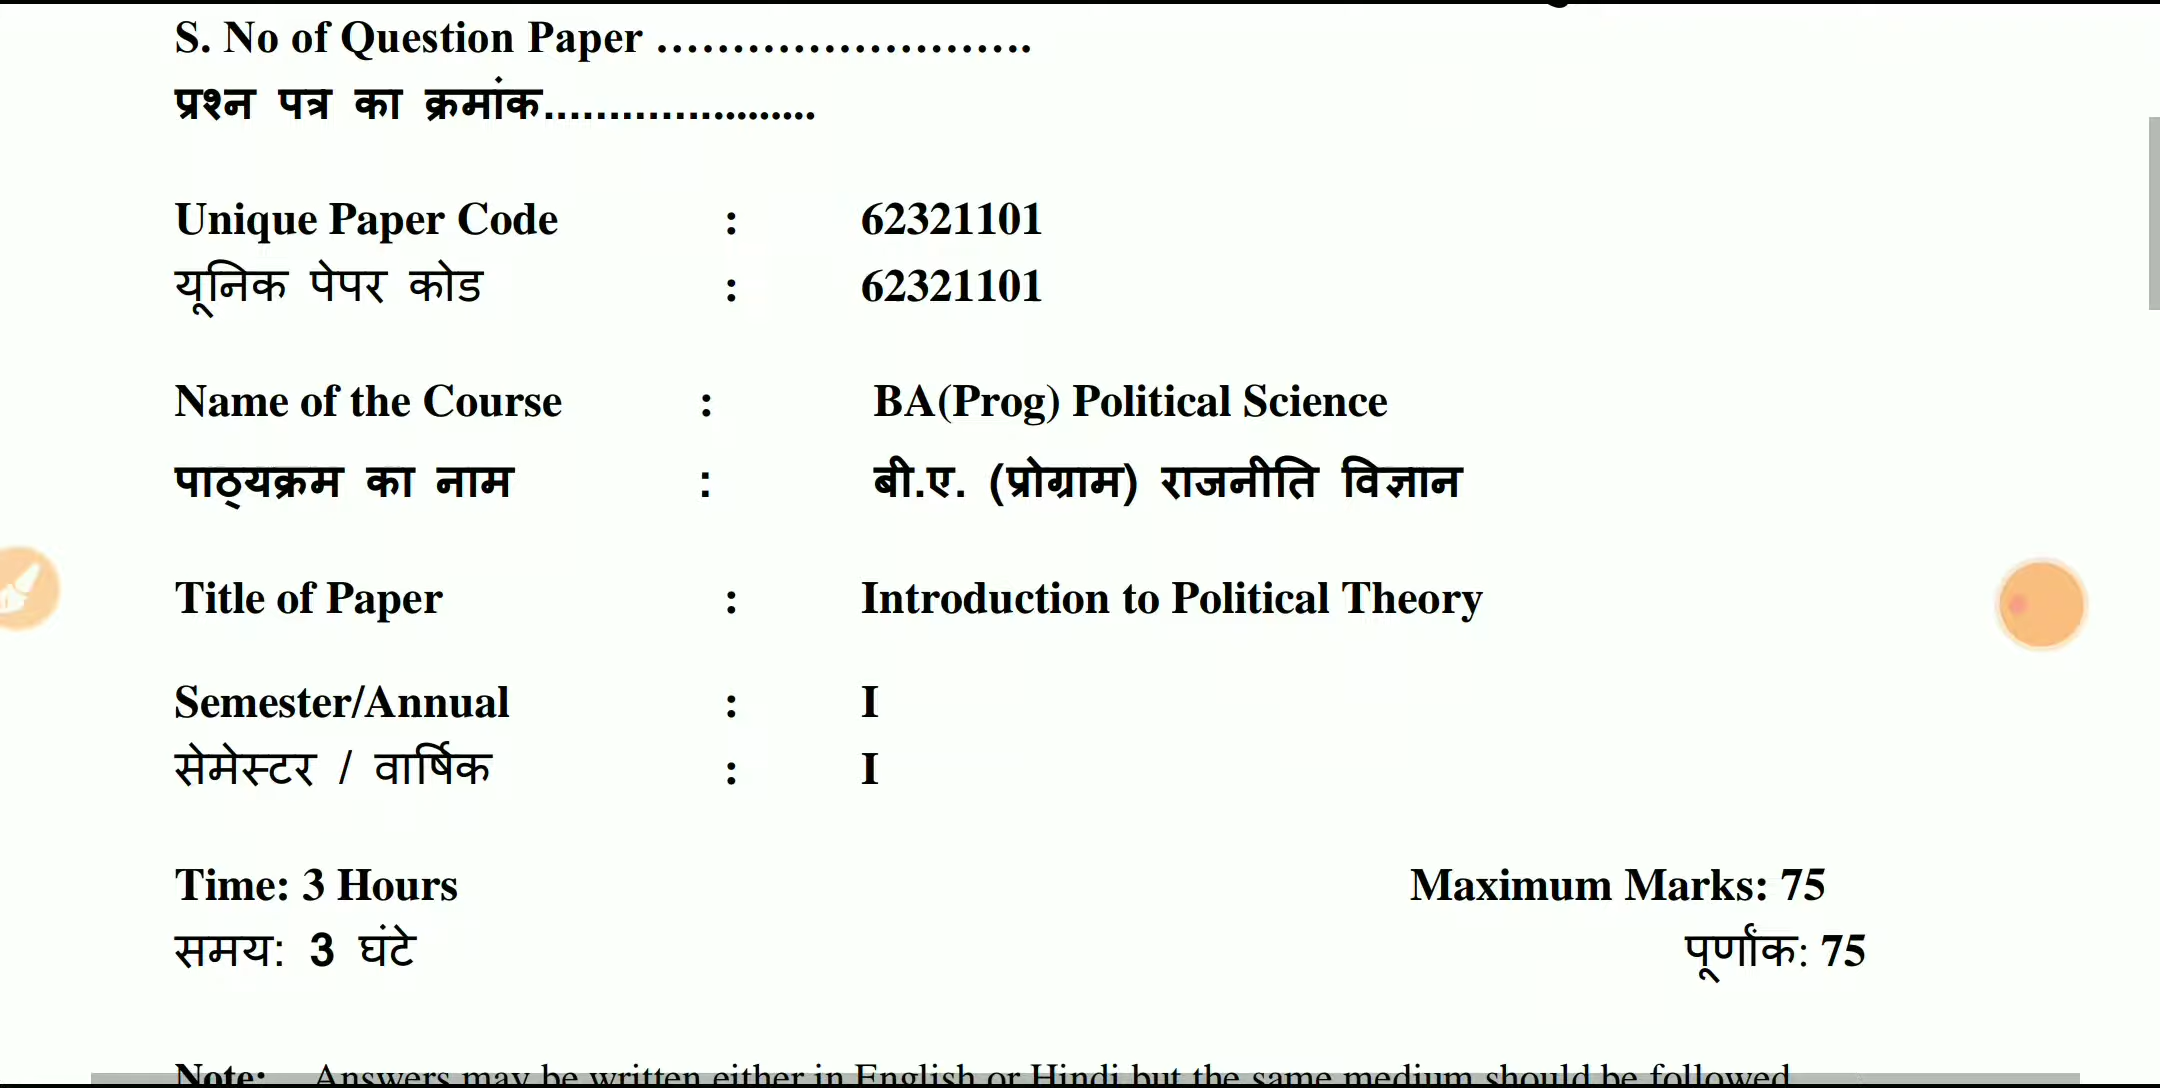 S. No of Question Paper ............................
प्रश्न पत्र का क्रमांक......................
Unique Paper Code : 62321101
यूनिक पेपर कोड : 62321101
Name of the Course : BA(Prog) Political Science
पाठ्यक्रम का नाम : बी.ए. (प्रोग्राम) राजनीति विज्ञान
Title of Paper : Introduction to Political Theory
Semester/Annual : I
सेमेस्टर / वार्षिक : I
Time: 3 Hours Maximum Marks: 75
समय: 3 घंटे पूर्णांक: 75
Note: Answers may be written either in English or Hindi but the same medium should be followed